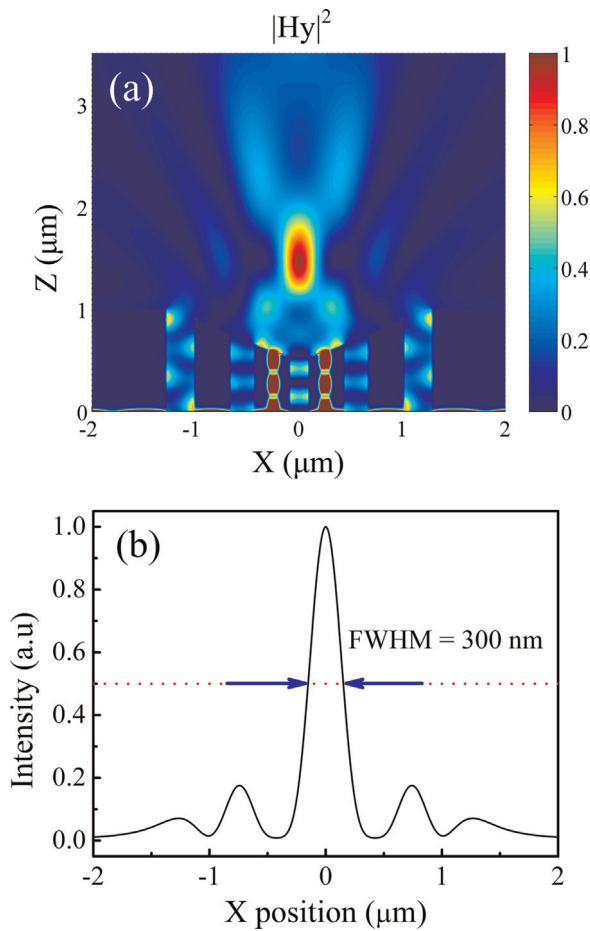 |Hy|²
(a)
3
2
1
0
Z (μm)
-2 -1 0 1 2
X (μm)
1
0.8
0.6
0.4
0.2
0
(b)
1.0
0.8
0.6
0.4
0.2
0.0
Intensity (a.u)
FWHM = 300 nm
-2 -1 0 1 2
X position (μm)